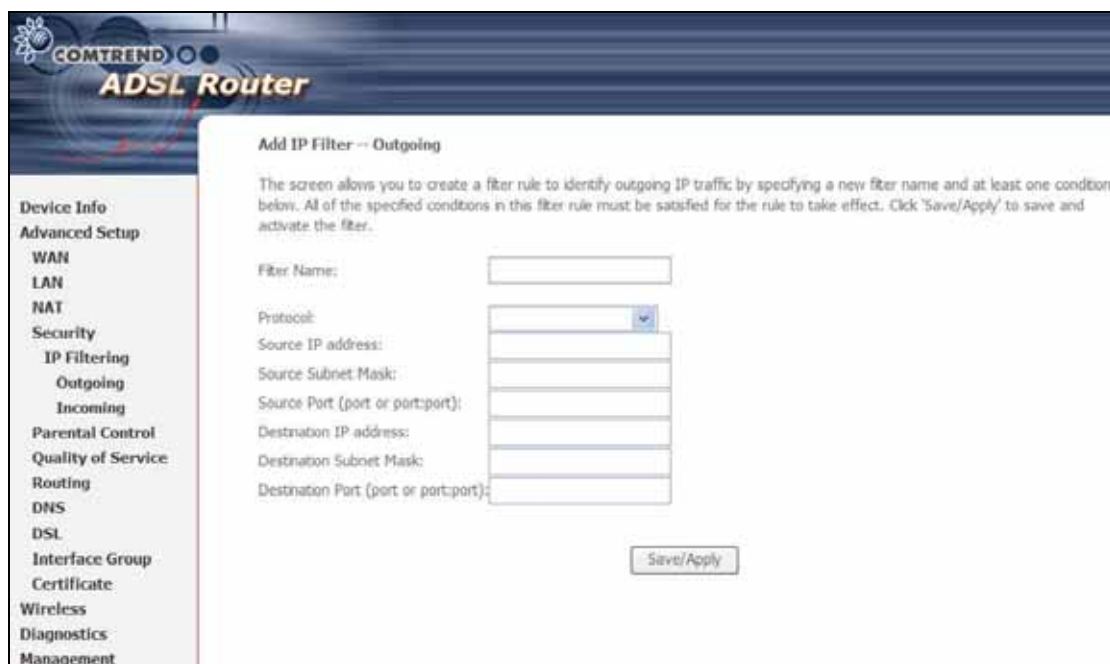 COMTREND
ADSL Router
Device Info
Advanced Setup
WAN
LAN
NAT
Security
IP Filtering
Outgoing
Incoming
Parental Control
Quality of Service
Routing
DNS
DSL
Interface Group
Certificate
Wireless
Diagnostics
Management
Add IP Filter -- Outgoing
The screen allows you to create a filter rule to identify outgoing IP traffic by specifying a new filter name and at least one condition
below. All of the specified conditions in this filter rule must be satisfied for the rule to take effect. Click 'Save/Apply' to save and
activate the filter.
Filter Name:
Protocol:
Source IP address:
Source Subnet Mask:
Source Port (port or port:port):
Destination IP address:
Destination Subnet Mask:
Destination Port (port or port:port):
Save/Apply